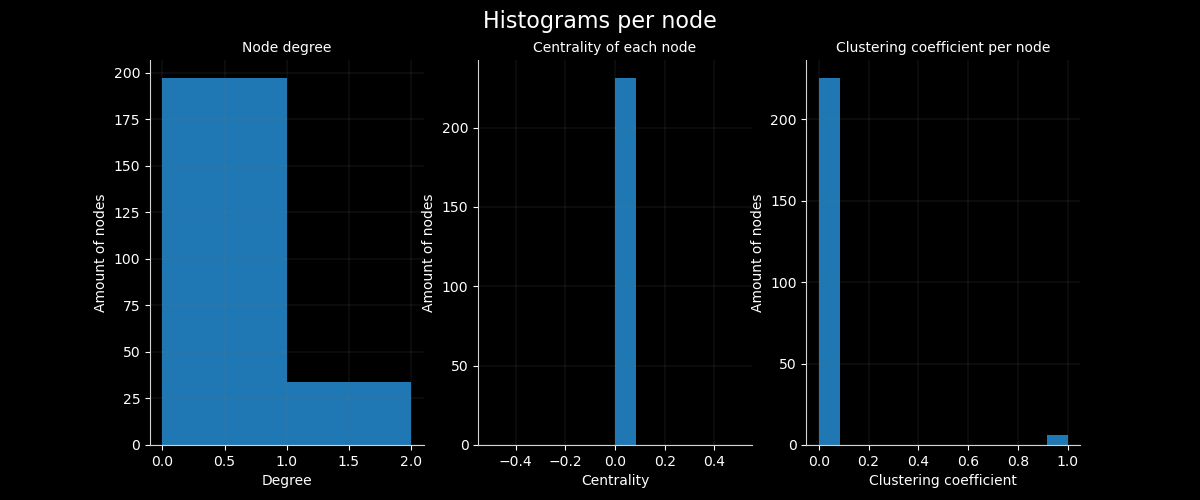 Histograms per node
Node degree
Amount of nodes
200
175
150
125
100
75
50
25
0
0.0 0.5 1.0 1.5 2.0
Degree
Centrality of each node
Amount of nodes
200
150
100
50
0
−0.4 −0.2 0.0 0.2 0.4
Centrality
Clustering coefficient per node
Amount of nodes
200
150
100
50
0
0.0 0.2 0.4 0.6 0.8 1.0
Clustering coefficient